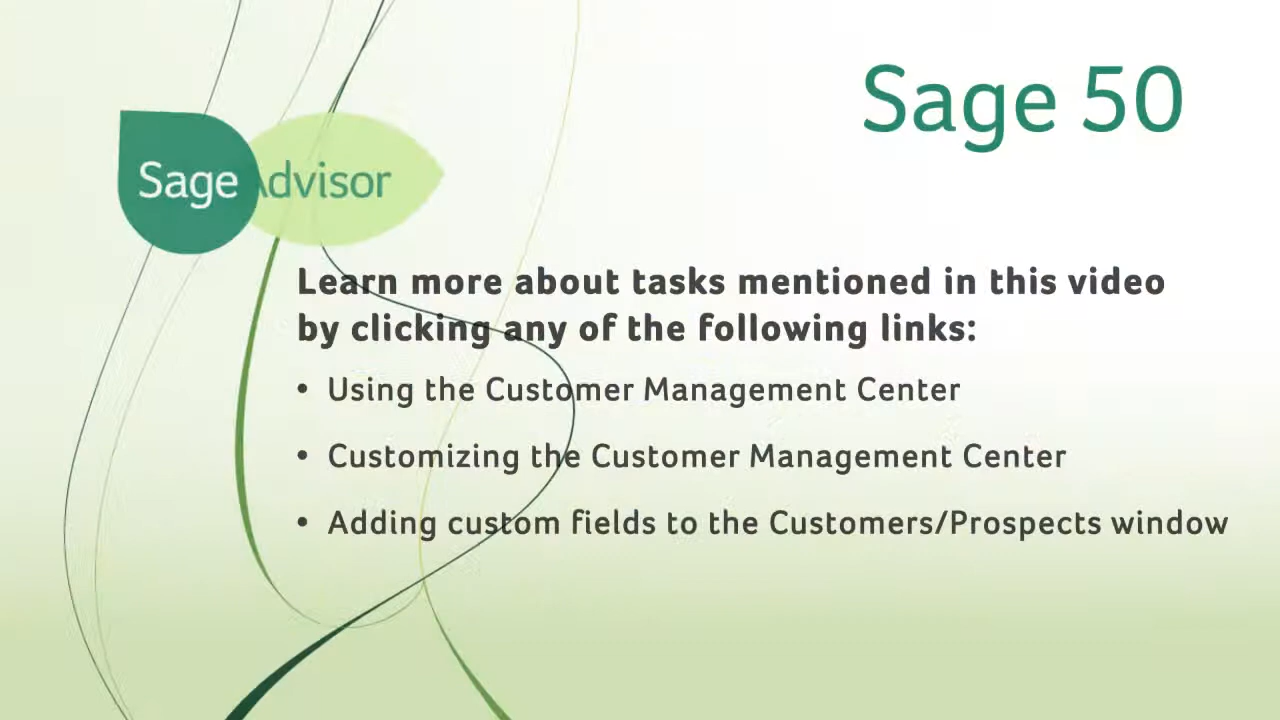 Sage 50
Sage Advisor
Learn more about tasks mentioned in this video
by clicking any of the following links:
• Using the Customer Management Center
• Customizing the Customer Management Center
• Adding custom fields to the Customers/Prospects window